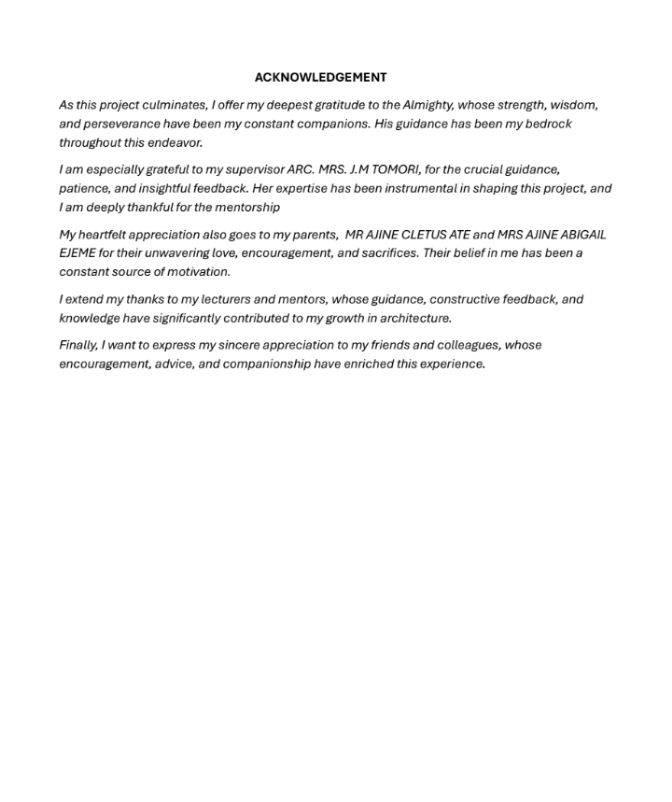 ACKNOWLEDGEMENT
As this project culminates, I offer my deepest gratitude to the Almighty, whose strength, wisdom,
and perseverance have been my constant companions. His guidance has been my bedrock
throughout this endeavor.
I am especially grateful to my supervisor ARC. MRS. J.M TOMORI, for the crucial guidance,
patience, and insightful feedback. Her expertise has been instrumental in shaping this project, and
I am deeply thankful for the mentorship
My heartfelt appreciation also goes to my parents,  MR AJINE CLETUS ATE and MRS AJINE ABIGAIL
EJEME for their unwavering love, encouragement, and sacrifices. Their belief in me has been a
constant source of motivation.
I extend my thanks to my lecturers and mentors, whose guidance, constructive feedback, and
knowledge have significantly contributed to my growth in architecture.
Finally, I want to express my sincere appreciation to my friends and colleagues, whose
encouragement, advice, and companionship have enriched this experience.